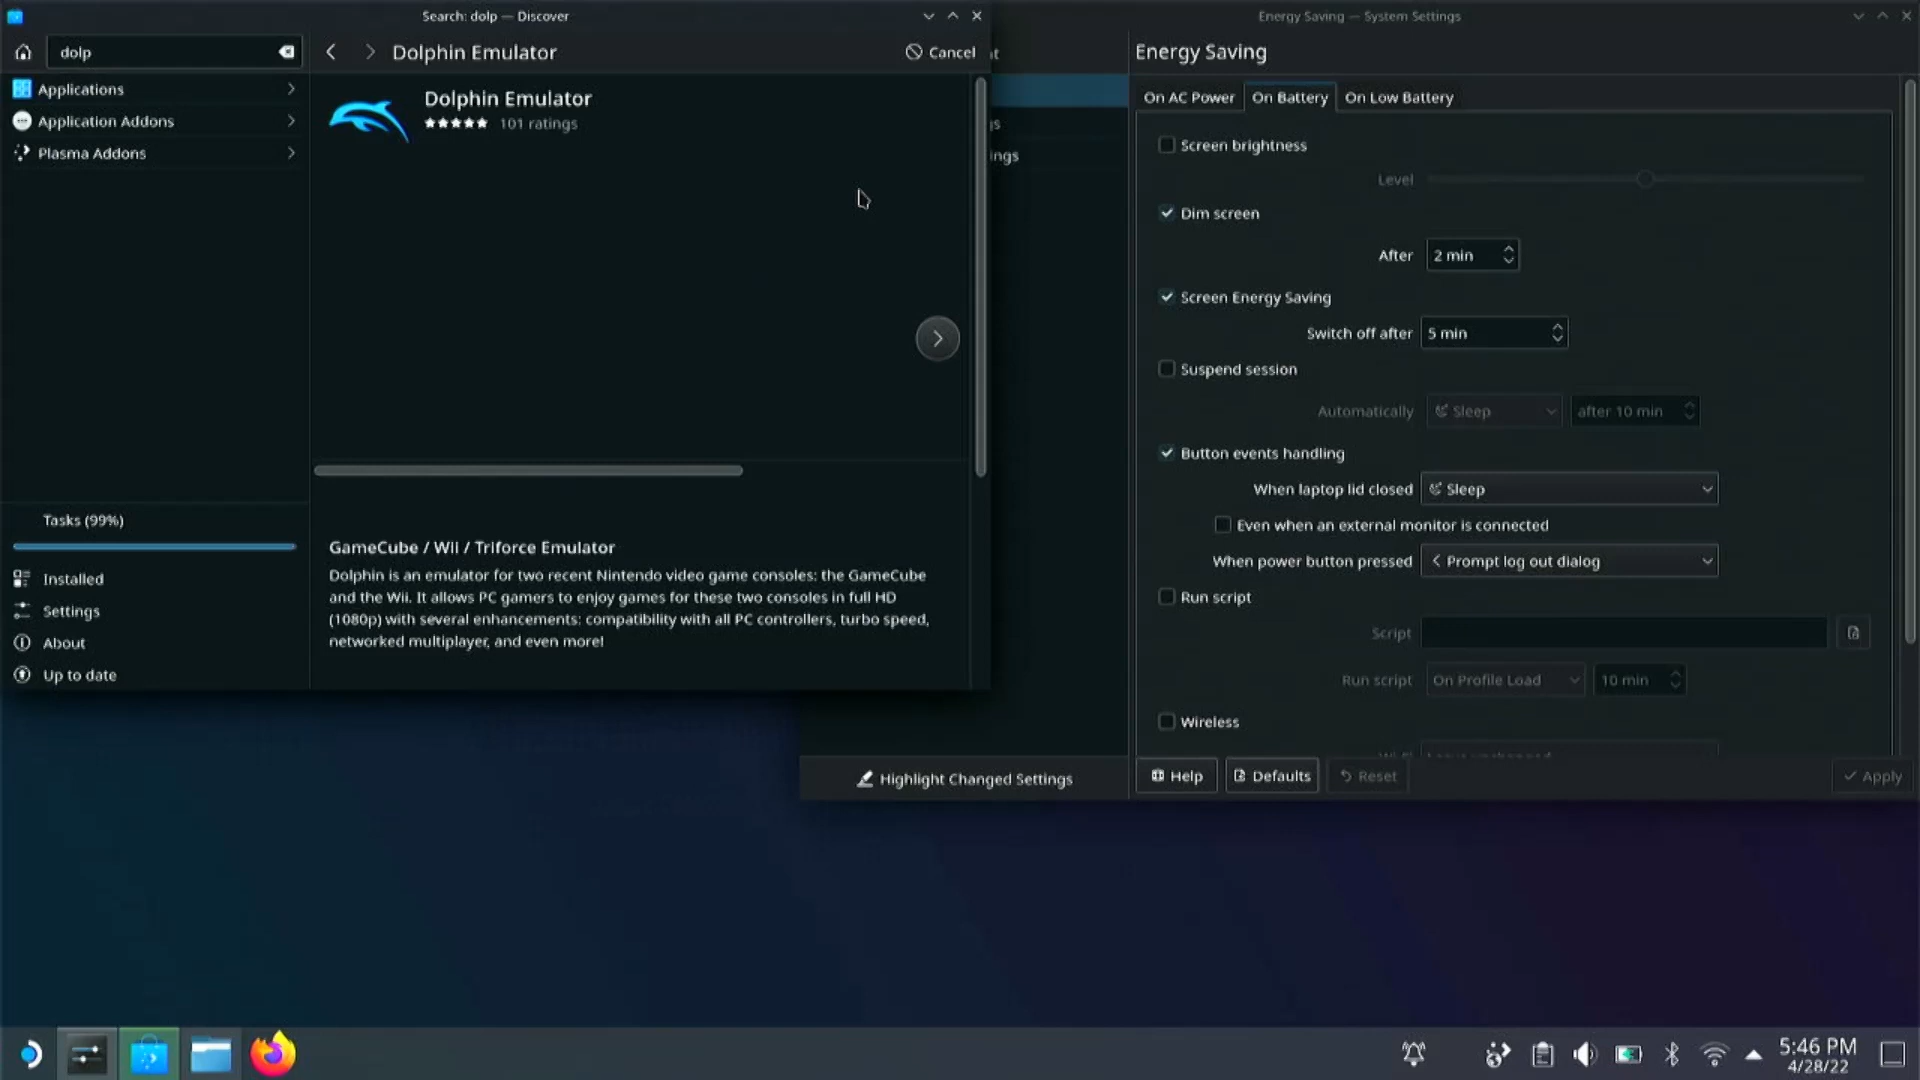 Search: dolp — Discover
dolp
Dolphin Emulator
Cancel
Applications
Application Addons
Plasma Addons
Dolphin Emulator
101 ratings
Tasks (99%)
Installed
Settings
About
Up to date
GameCube / Wii / Triforce Emulator
Dolphin is an emulator for two recent Nintendo video game consoles: the GameCube
and the Wii. It allows PC gamers to enjoy games for these two consoles in full HD
(1080p) with several enhancements: compatibility with all PC controllers, turbo speed,
networked multiplayer, and even more!
Energy Saving — System Settings
Energy Saving
On AC Power
On Battery
On Low Battery
Screen brightness
Level
Dim screen
After
2 min
Screen Energy Saving
Switch off after
5 min
Suspend session
Automatically
Sleep
after 10 min
Button events handling
When laptop lid closed
Sleep
Even when an external monitor is connected
When power button pressed
Prompt log out dialog
Run script
Script
Run script
On Profile Load
10 min
Wireless
Highlight Changed Settings
Help
Defaults
Reset
Apply
5:46 PM
4/28/22